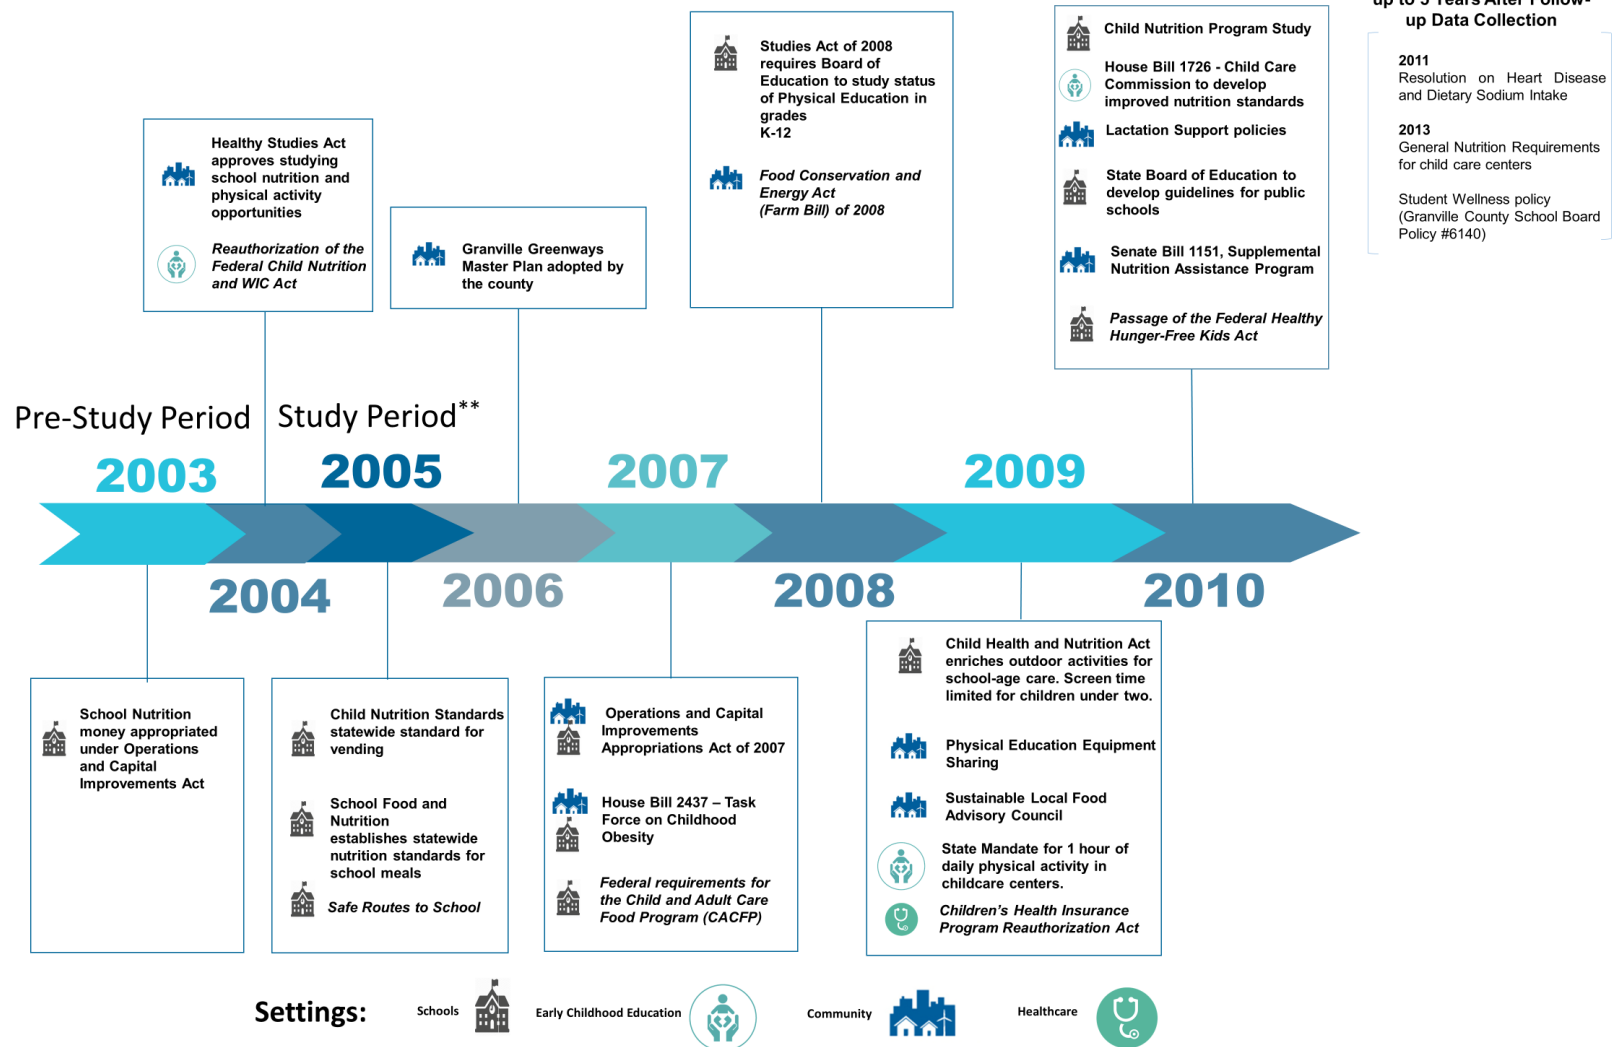 up to 5 Years After Follow-
up Data Collection
2011
Resolution on Heart Disease
and Dietary Sodium Intake
2013
General Nutrition Requirements
for child care centers
Student Wellness policy
(Granville County School Board
Policy #6140)
Healthy Studies Act
approves studying
school nutrition and
physical activity
opportunities
Reauthorization of the
Federal Child Nutrition
and WIC Act
Granville Greenways
Master Plan adopted by
the county
Studies Act of 2008
requires Board of
Education to study status
of Physical Education in
grades
K-12
Food Conservation and
Energy Act
(Farm Bill) of 2008
Child Nutrition Program Study
House Bill 1726 - Child Care
Commission to develop
improved nutrition standards
Lactation Support policies
State Board of Education to
develop guidelines for public
schools
Senate Bill 1151, Supplemental
Nutrition Assistance Program
Passage of the Federal Healthy
Hunger-Free Kids Act
Pre-Study Period
Study Period**
2003
2005
2007
2009
2004
2006
2008
2010
School Nutrition
money appropriated
under Operations
and Capital
Improvements Act
Child Nutrition Standards
statewide standard for
vending
School Food and
Nutrition
establishes statewide
nutrition standards for
school meals
Safe Routes to School
Operations and Capital
Improvements
Appropriations Act of 2007
House Bill 2437 – Task
Force on Childhood
Obesity
Federal requirements for
the Child and Adult Care
Food Program (CACFP)
Child Health and Nutrition Act
enriches outdoor activities for
school-age care. Screen time
limited for children under two.
Physical Education Equipment
Sharing
Sustainable Local Food
Advisory Council
State Mandate for 1 hour of
daily physical activity in
childcare centers.
Children's Health Insurance
Program Reauthorization Act
Settings:
Schools
Early Childhood Education
Community
Healthcare